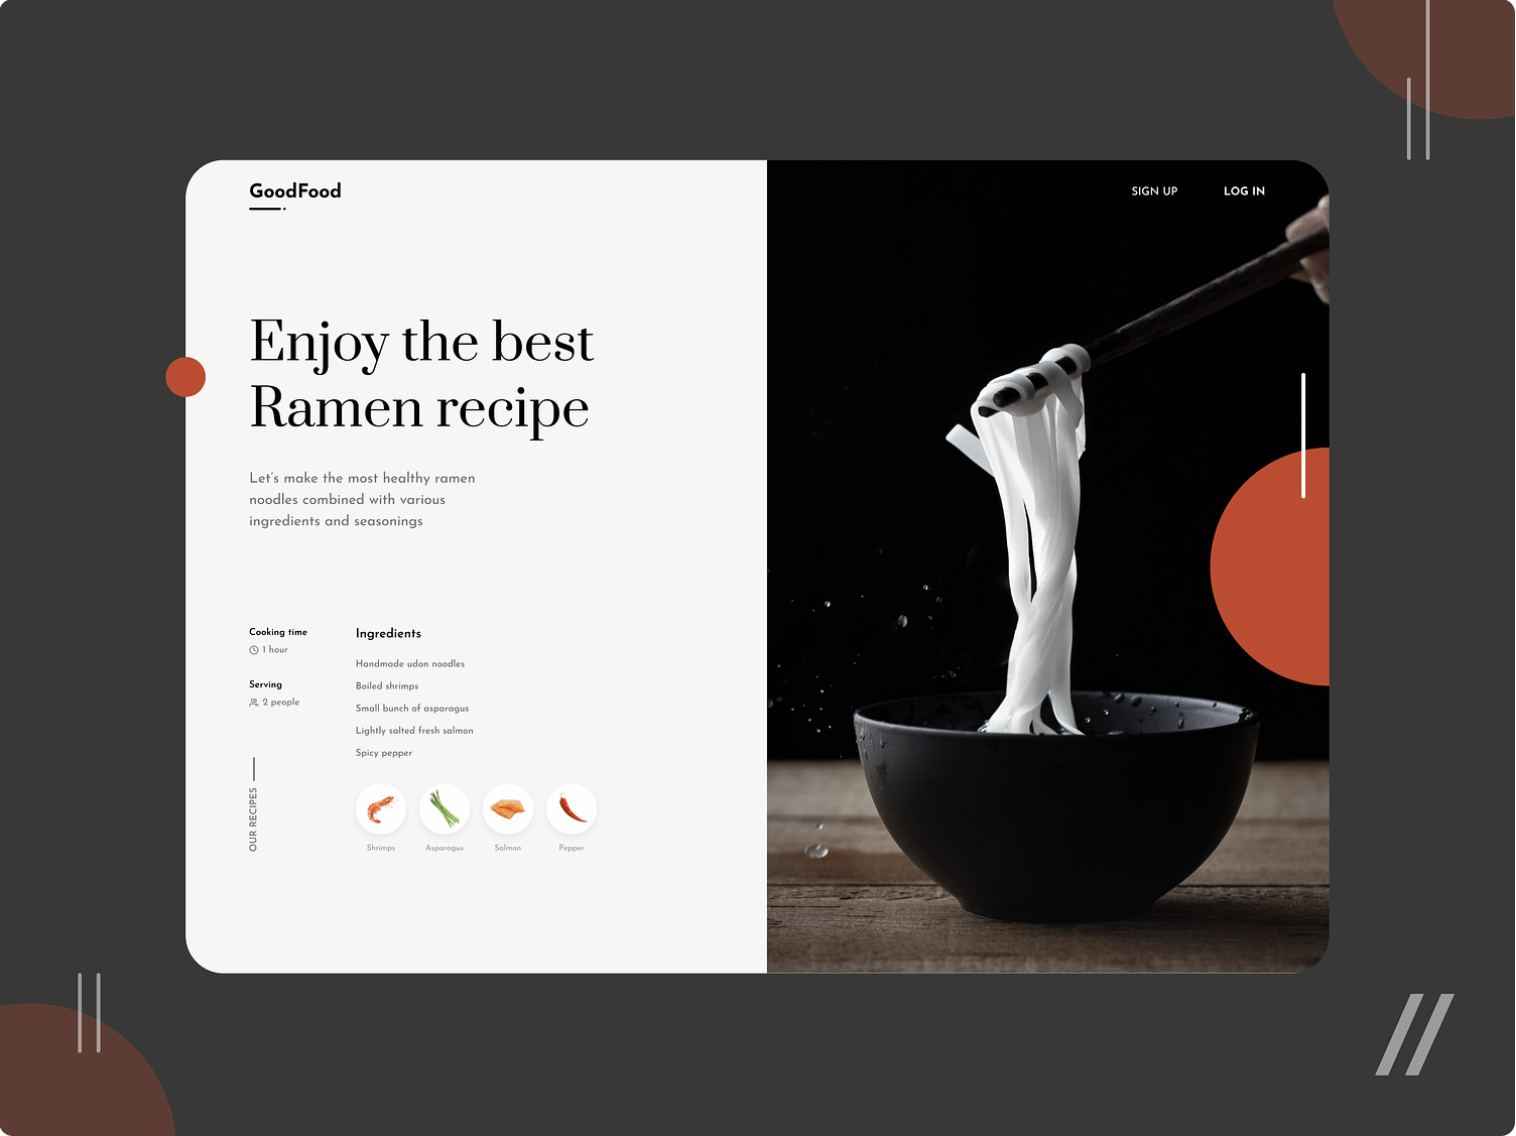 GoodFood
SIGN UP
LOG IN
Enjoy the best
Ramen recipe
Let's make the most healthy ramen
noodles combined with various
ingredients and seasonings
Cooking time
1 hour
Serving
2 people
OUR RECIPES
Ingredients
Handmade udon noodles
Boiled shrimps
Small bunch of asparagus
Lightly salted fresh salmon
Spicy pepper
Shrimps
Asparagus
Salmon
Pepper